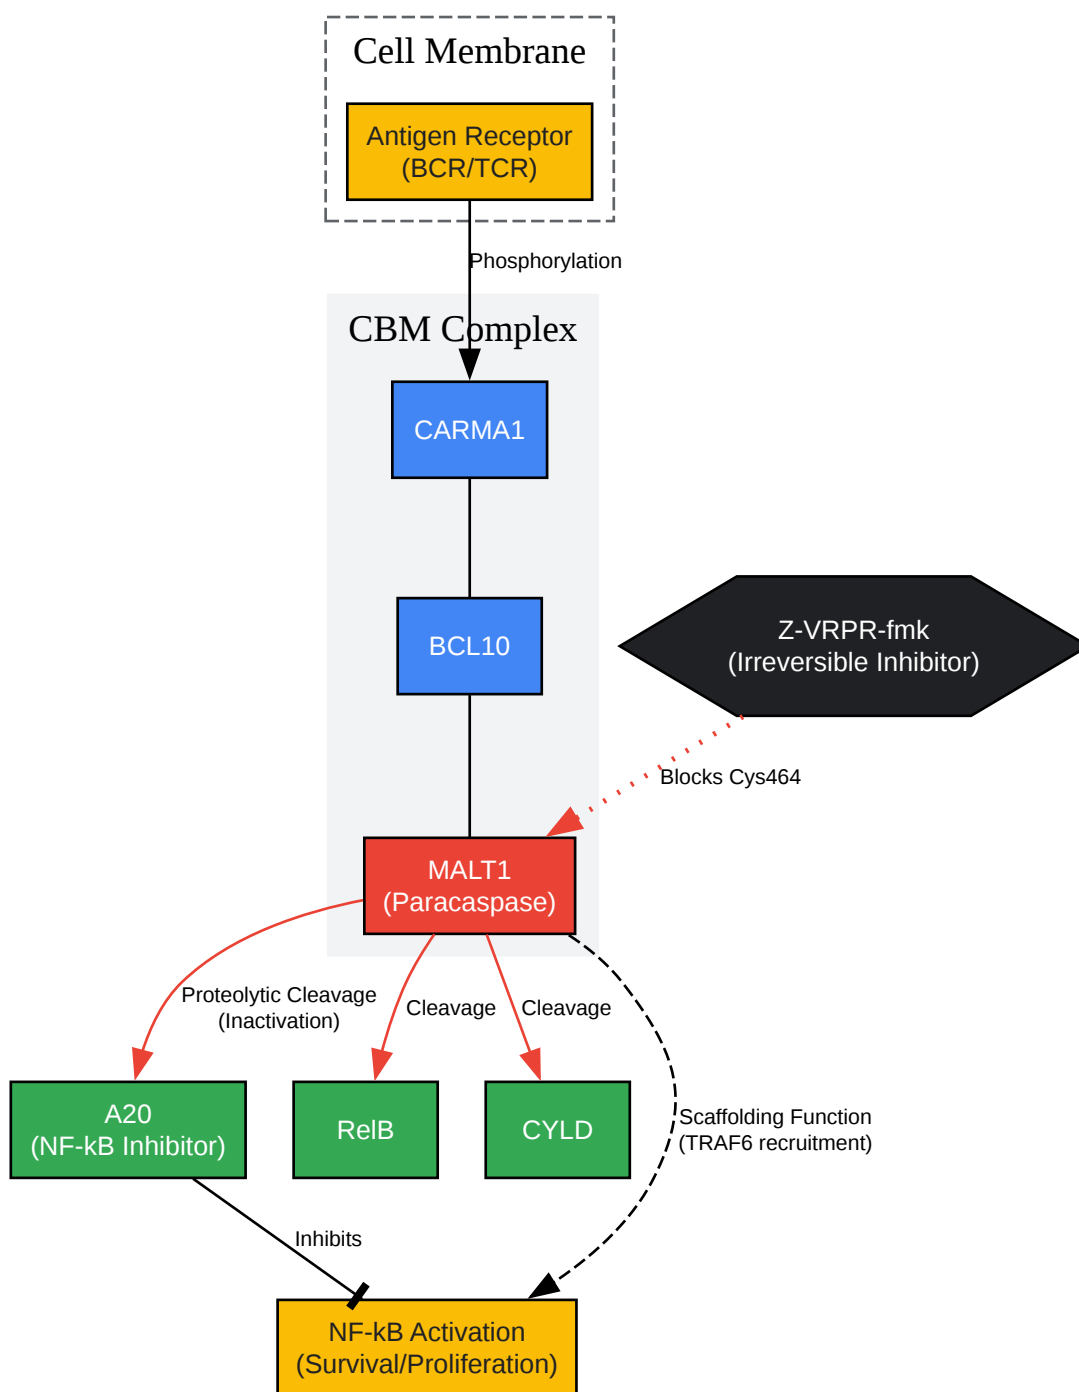 Cell Membrane
Antigen Receptor
(BCR/TCR)
Phosphorylation
CBM Complex
CARMA1
BCL10
Z-VRPR-fmk
(Irreversible Inhibitor)
Blocks Cys464
MALT1
(Paracaspase)
Proteolytic Cleavage
(Inactivation)
Cleavage
Cleavage
A20
(NF-kB Inhibitor)
RelB
CYLD
Scaffolding Function
(TRAF6 recruitment)
Inhibits
NF-kB Activation
(Survival/Proliferation)